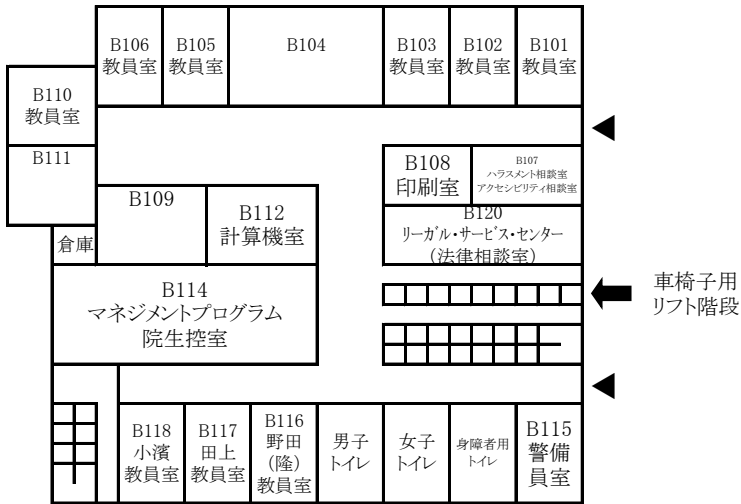 B106
教員室
B105
教員室
B104
B103
教員室
B102
教員室
B101
教員室
B110
教員室
B111
B108
印刷室
B107
ハラスメント相談室
アクセシビリティ相談室
B109
B112
計算機室
B120
リーガル・サービス・センター
(法律相談室)
倉庫
B114
マネジメントプログラム
院生控室
車椅子用
リフト階段
B118
小濱
教員室
B117
田上
教員室
B116
野田
(隆)
教員室
男子
トイレ
女子
トイレ
身障者用
トイレ
B115
警備
員室